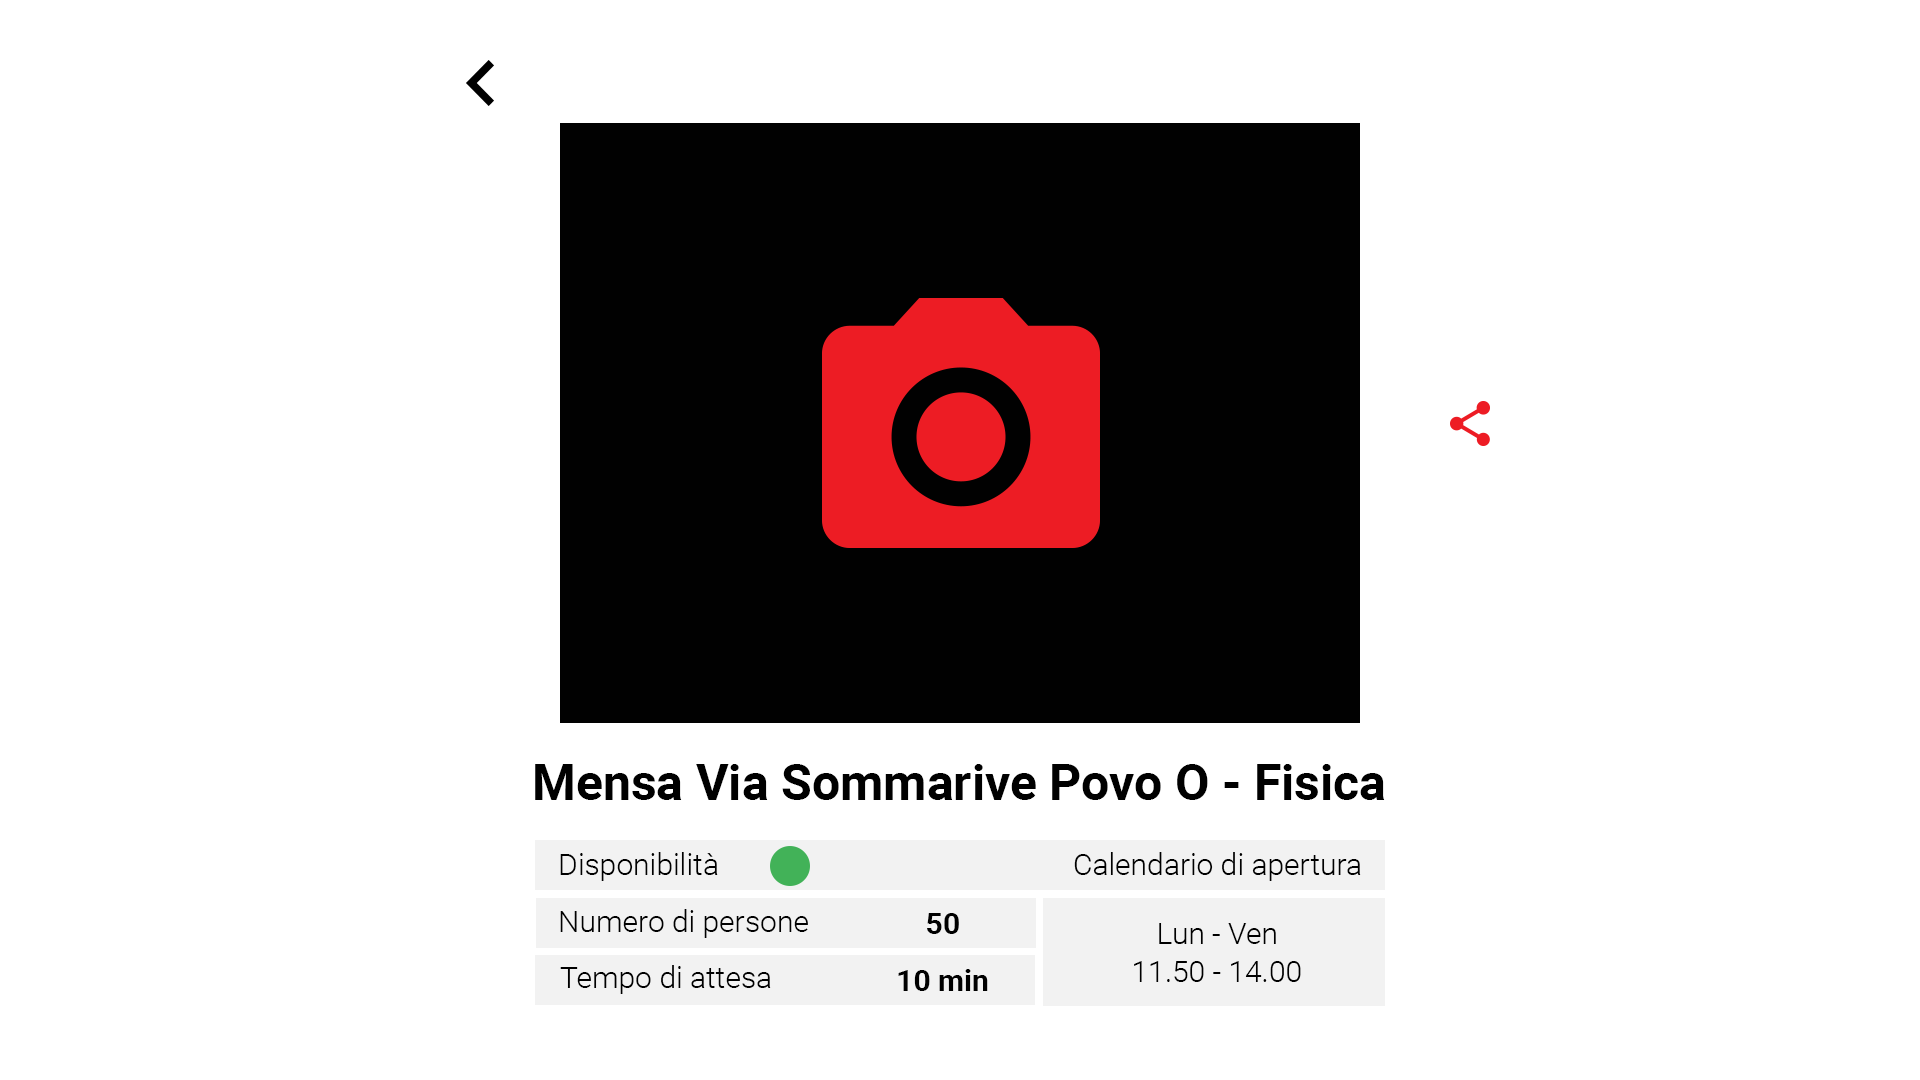 Mensa Via Sommarive Povo O - Fisica
Disponibilità
Calendario di apertura
Numero di persone 50
Tempo di attesa 10 min
Lun - Ven
11.50 - 14.00